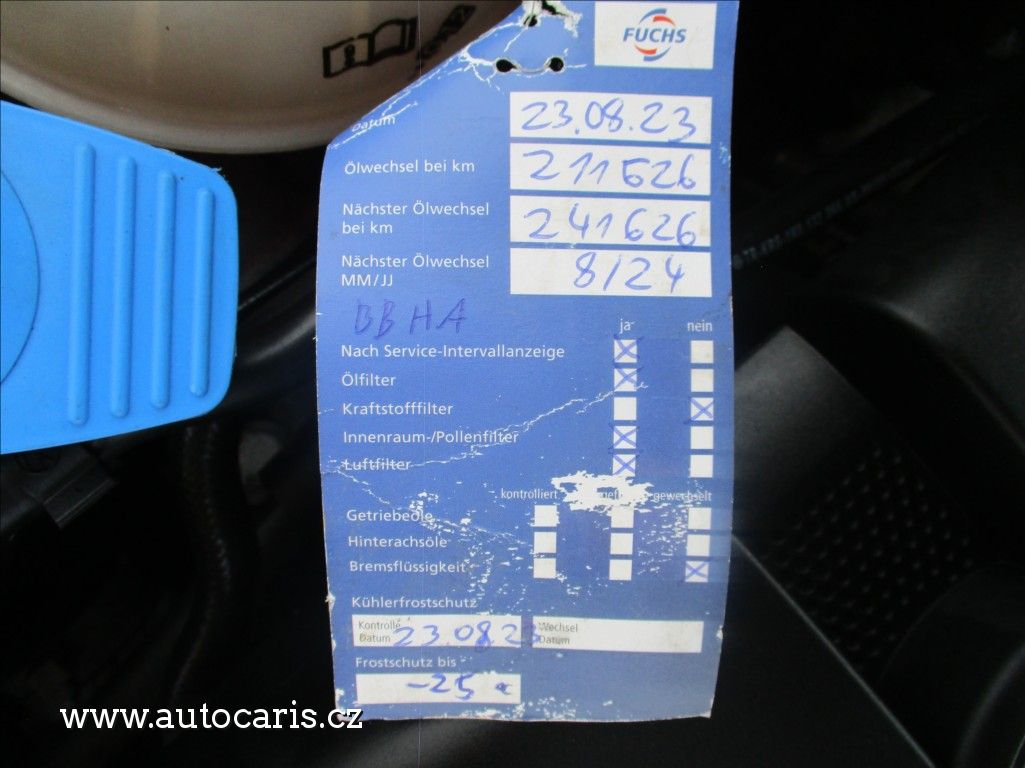 FUCHS
Datum 23.08.23
Ölwechsel bei km 211626
Nächster Ölwechsel
bei km 241626
Nächster Ölwechsel
MM/JJ 8/24
BBHA
ja nein
Nach Service-Intervallanzeige
Ölfilter
Kraftstofffilter
Innenraum-/Pollenfilter
Luftfilter
kontrolliert gewechselt
Getriebeöle
Hinterachsöle
Bremsflüssigkeit
Kühlerfrostschutz
Kontrolle
Datum 23 08 23
Wechsel
Datum
Frostschutz bis
-25
www.autocaris.cz